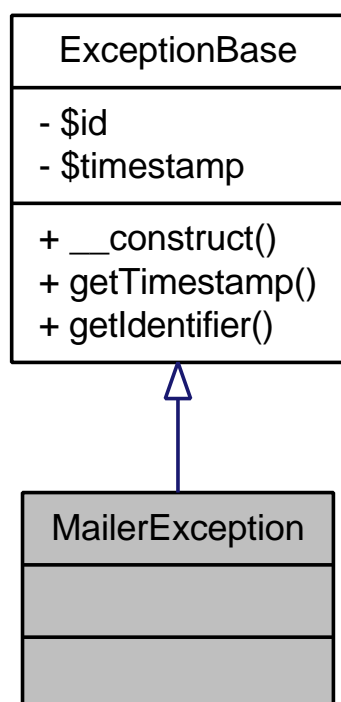 ExceptionBase
- $id
- $timestamp
+ __construct()
+ getTimestamp()
+ getIdentifier()
MailerException